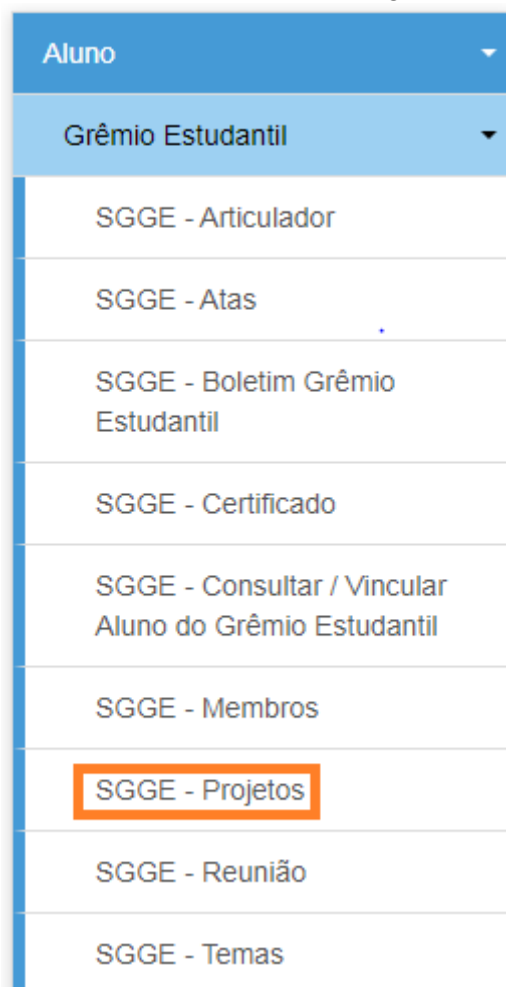 Aluno
Grêmio Estudantil
SGGE - Articulador
SGGE - Atas
SGGE - Boletim Grêmio
Estudantil
SGGE - Certificado
SGGE - Consultar / Vincular
Aluno do Grêmio Estudantil
SGGE - Membros
SGGE - Projetos
SGGE - Reunião
SGGE - Temas